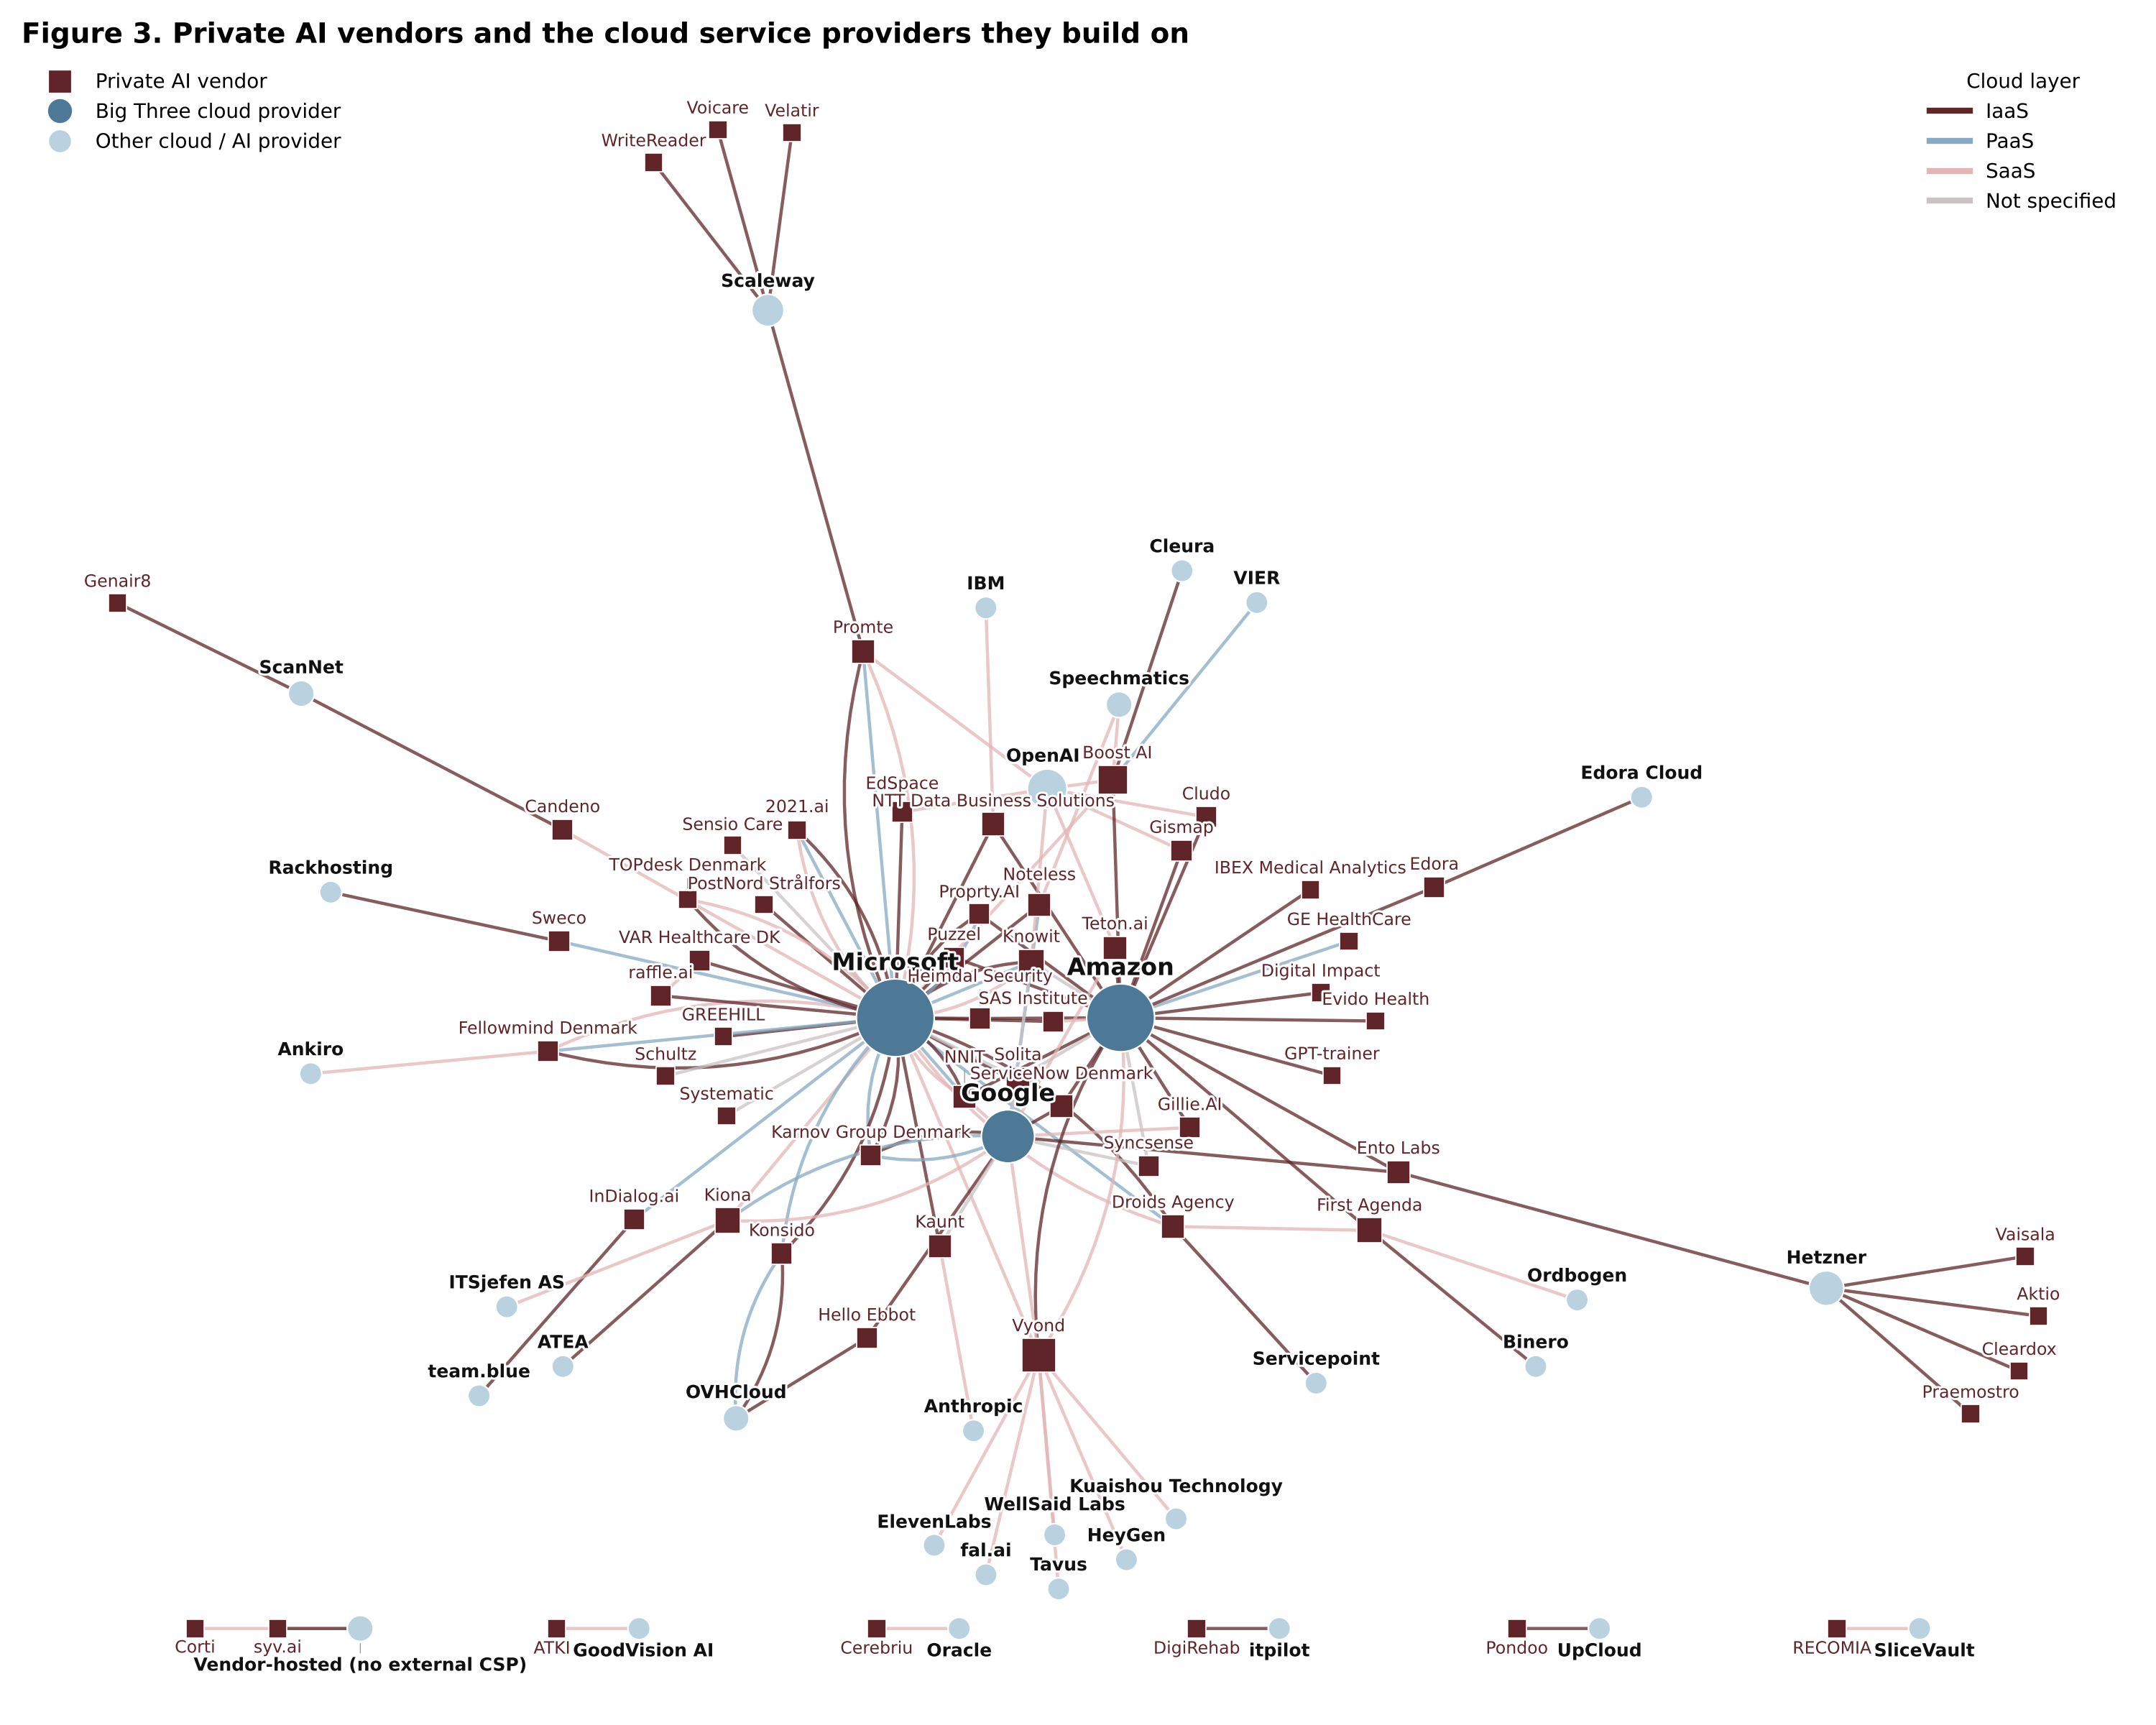 Figure 3. Private AI vendors and the cloud service providers they build on
Private AI vendor
Big Three cloud provider
Other cloud / AI provider
Cloud layer
IaaS
PaaS
SaaS
Not specified
Voicare
Velatir
WriteReader
Scaleway
Cleura
IBM
VIER
Genair8
Promte
ScanNet
Speechmatics
OpenAI
Boost AI
Edora Cloud
EdSpace
NTT Data Business Solutions
Cludo
Candeno
2021.ai
Sensio Care
Gismap
TOPdesk Denmark
IBEX Medical Analytics
Edora
Rackhosting
PostNord Strålfors
Noteless
Proprty.AI
Sweco
GE HealthCare
Teton.ai
VAR Healthcare DK
Puzzel
Knowit
Microsoft
Amazon
raffle.ai
Heimdal Security
Digital Impact
SAS Institute
Evido Health
GREEHILL
Fellowmind Denmark
Ankiro
Schultz
NNIT
Solita
GPT-trainer
ServiceNow Denmark
Systematic
Google
Gillie.AI
Karnov Group Denmark
Syncsense
Ento Labs
InDialog.ai
Kiona
Droids Agency
First Agenda
Konsido
Kaunt
Vaisala
Hetzner
ITSjefen AS
Ordbogen
Aktio
Hello Ebbot
Vyond
ATEA
Binero
Cleardox
team.blue
Servicepoint
OVHCloud
Praemostro
Anthropic
Kuaishou Technology
WellSaid Labs
ElevenLabs
HeyGen
fal.ai
Tavus
Corti
syv.ai
Vendor-hosted (no external CSP)
ATKI
GoodVision AI
Cerebriu
Oracle
DigiRehab
itpilot
Pondoo
UpCloud
RECOMIA
SliceVault